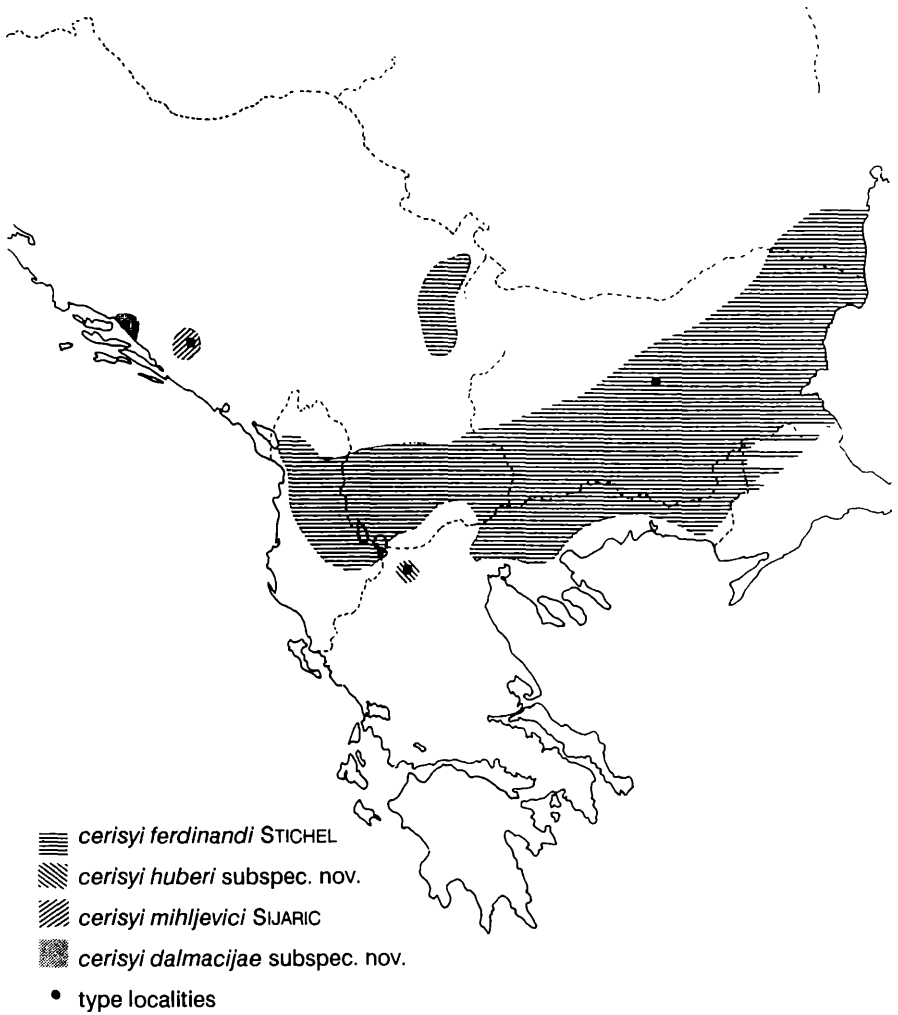 cerisyi ferdinandi STICHEL
cerisyi huberi subspec. nov.
cerisyi mihljevici SIJARIC
cerisyi dalmacijae subspec. nov.
type localities